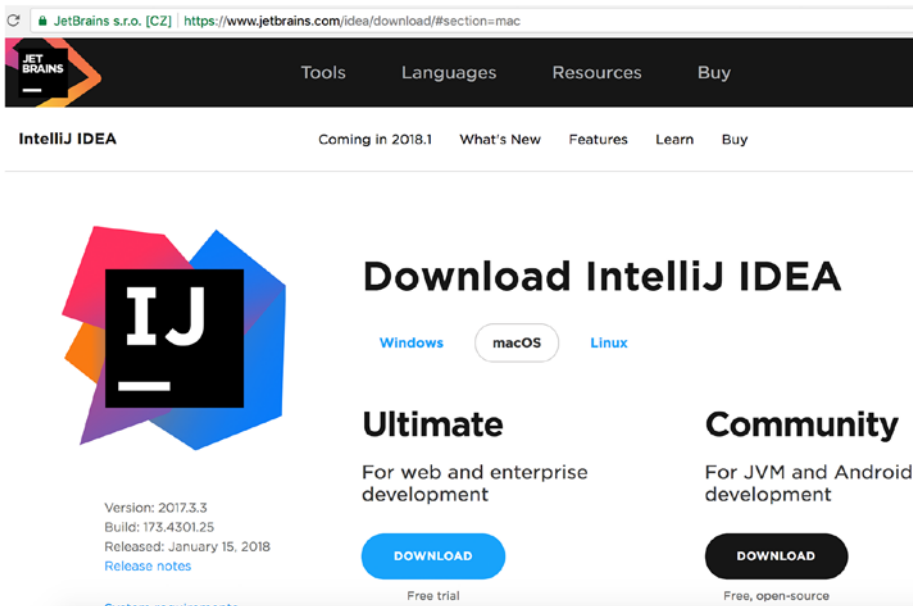 JetBrains s.r.o. [CZ] https://www.jetbrains.com/idea/download/#section=mac
JET
BRAINS
Tools Languages Resources Buy
IntelliJ IDEA Coming in 2018.1 What's New Features Learn Buy
IJ
Download IntelliJ IDEA
Windows macOS Linux
Ultimate Community
For web and enterprise For JVM and Android
development development
Version: 2017.3.3
Build: 173.4301.25
Released: January 15, 2018
Release notes
DOWNLOAD DOWNLOAD
Free trial Free, open-source